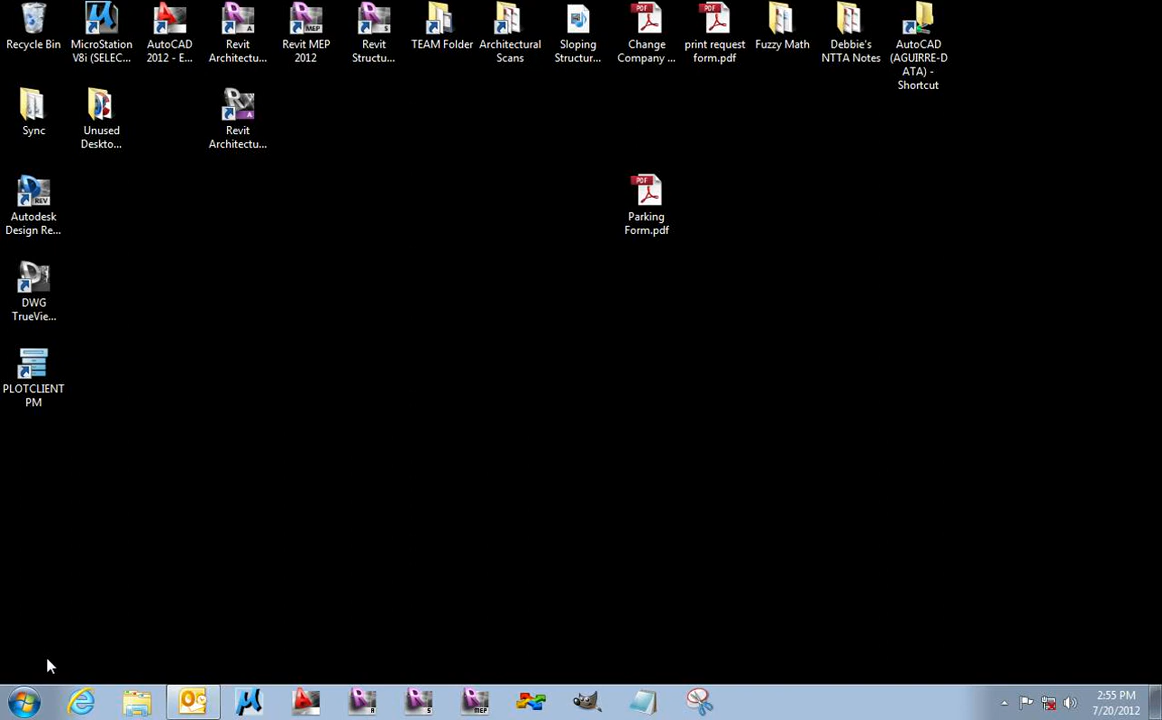 Recycle Bin
MicroStation
V8i (SELEC...
AutoCAD
2012 - E...
Revit
Architectu...
Revit MEP
2012
Revit
Structu...
TEAM Folder
Architectural
Scans
Sloping
Structur...
Change
Company ...
print request
form.pdf
Fuzzy Math
Debbie's
NTTA Notes
AutoCAD
(AGUIRRE-D
ATA) -
Shortcut
Sync
Unused
Deskto...
Revit
Architectu...
Autodesk
Design Re...
Parking
Form.pdf
DWG
TrueVie...
PLOTCLIENT
PM
2:55 PM
7/20/2012